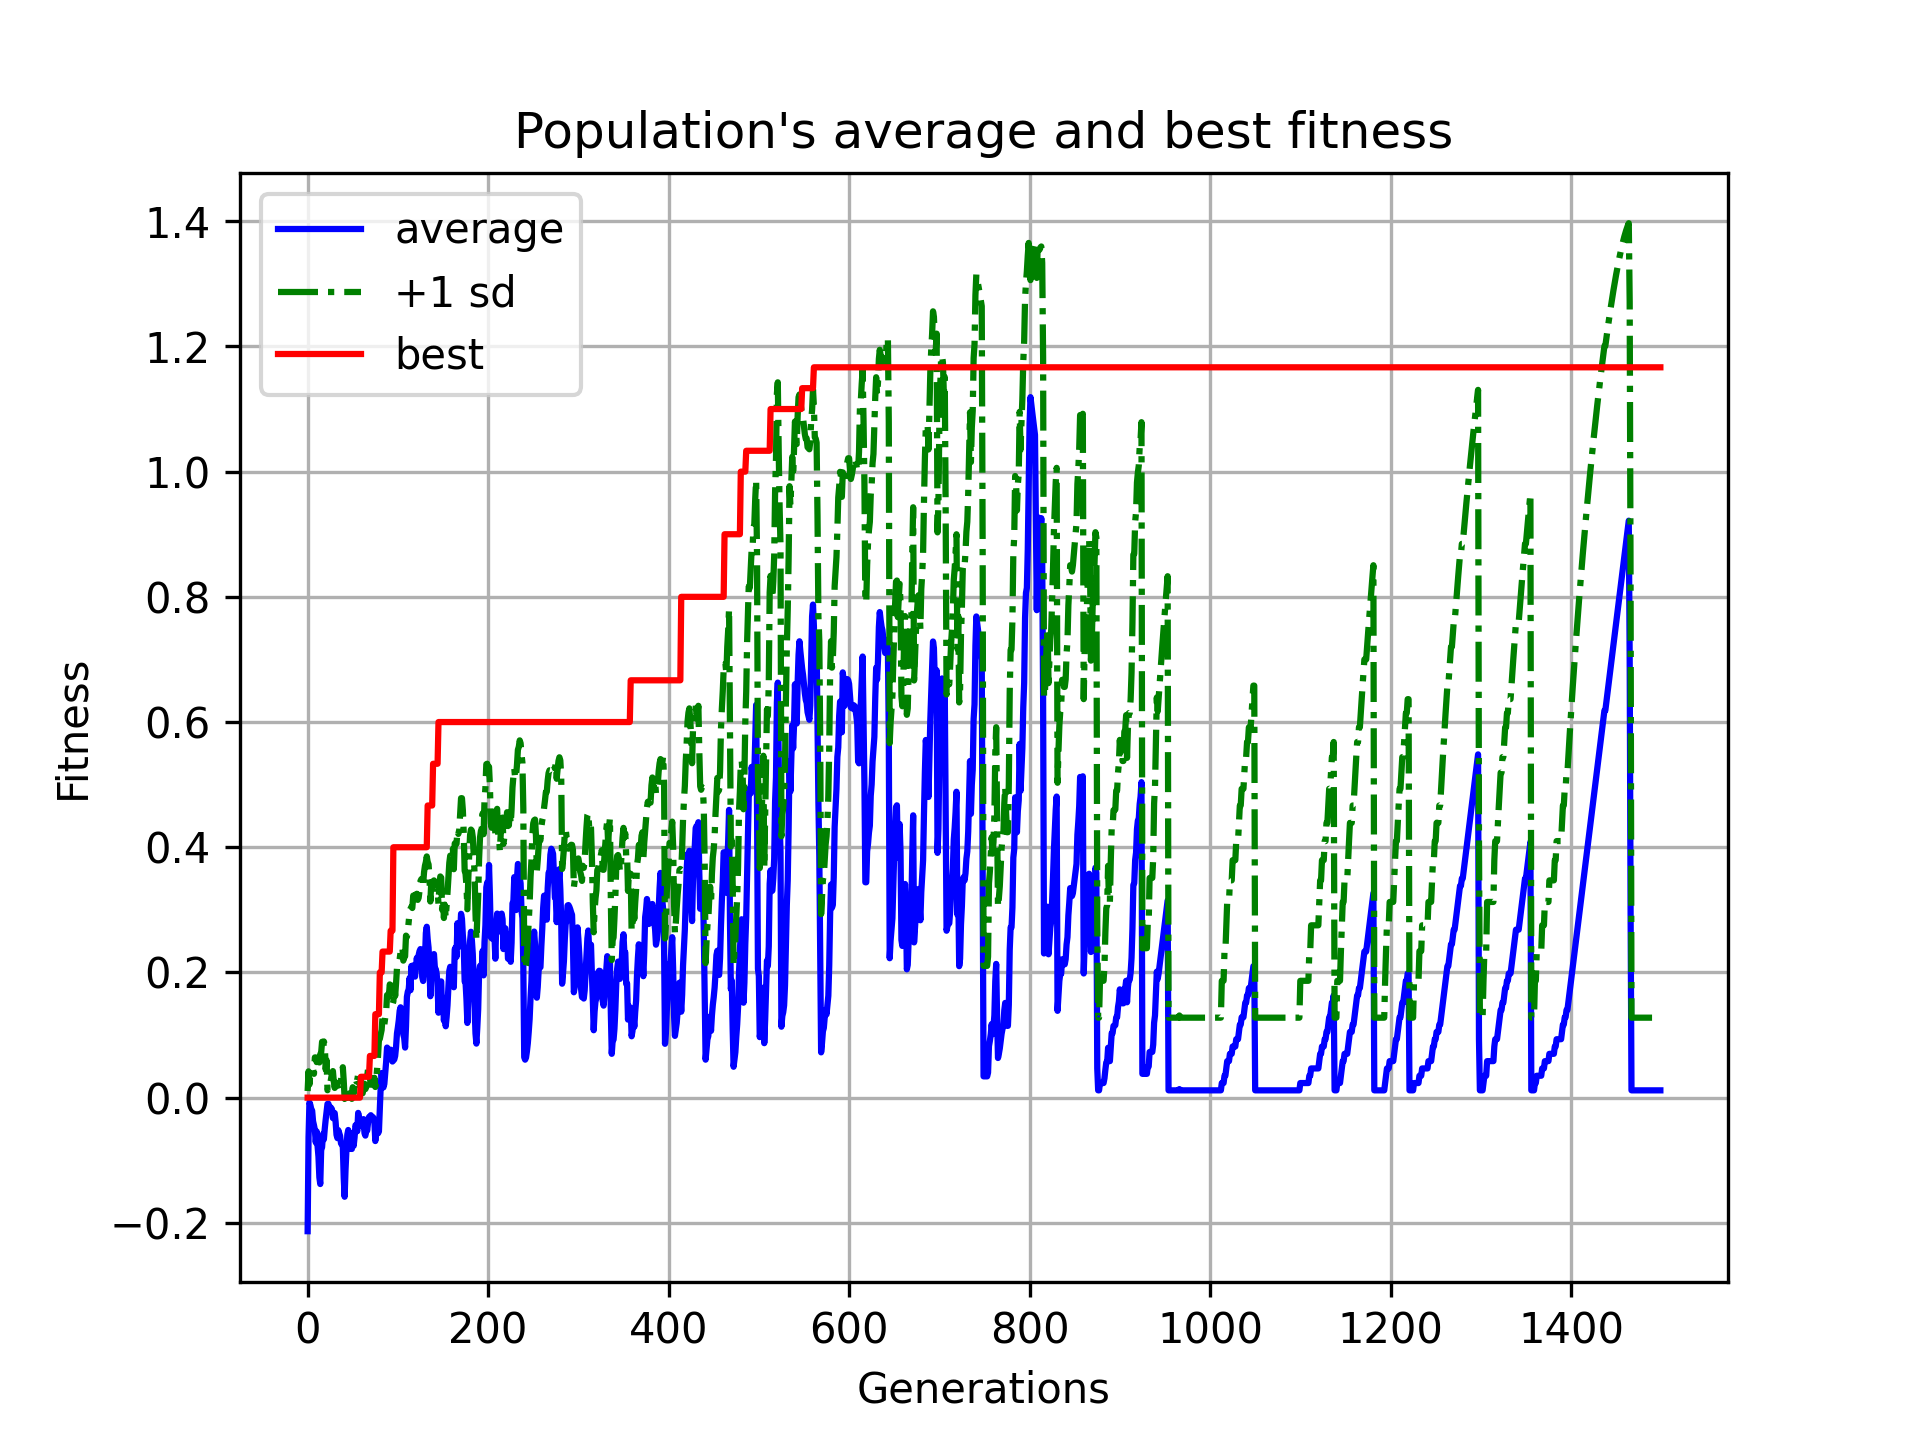 Population's average and best fitness
average
+1 sd
best
1.4
1.2
1.0
0.8
0.6
0.4
0.2
0.0
−0.2
Fitness
0 200 400 600 800 1000 1200 1400
Generations